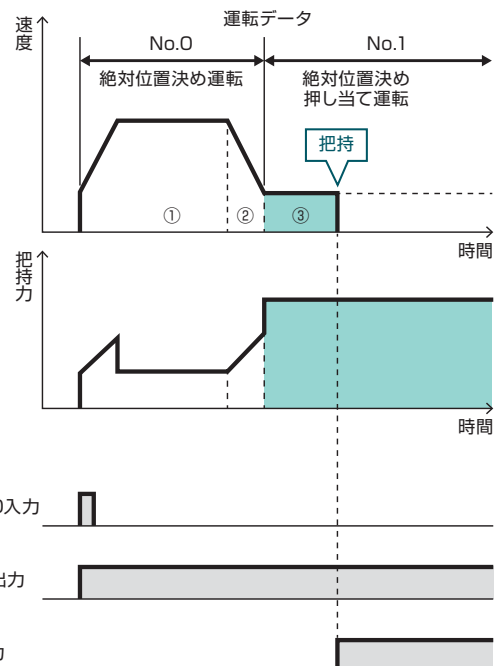 運転データ
速度
No.0
No.1
絶対位置決め運転
絶対位置決め
押し当て運転
把持
①
②
③
時間
把持力
時間
0入力
出力